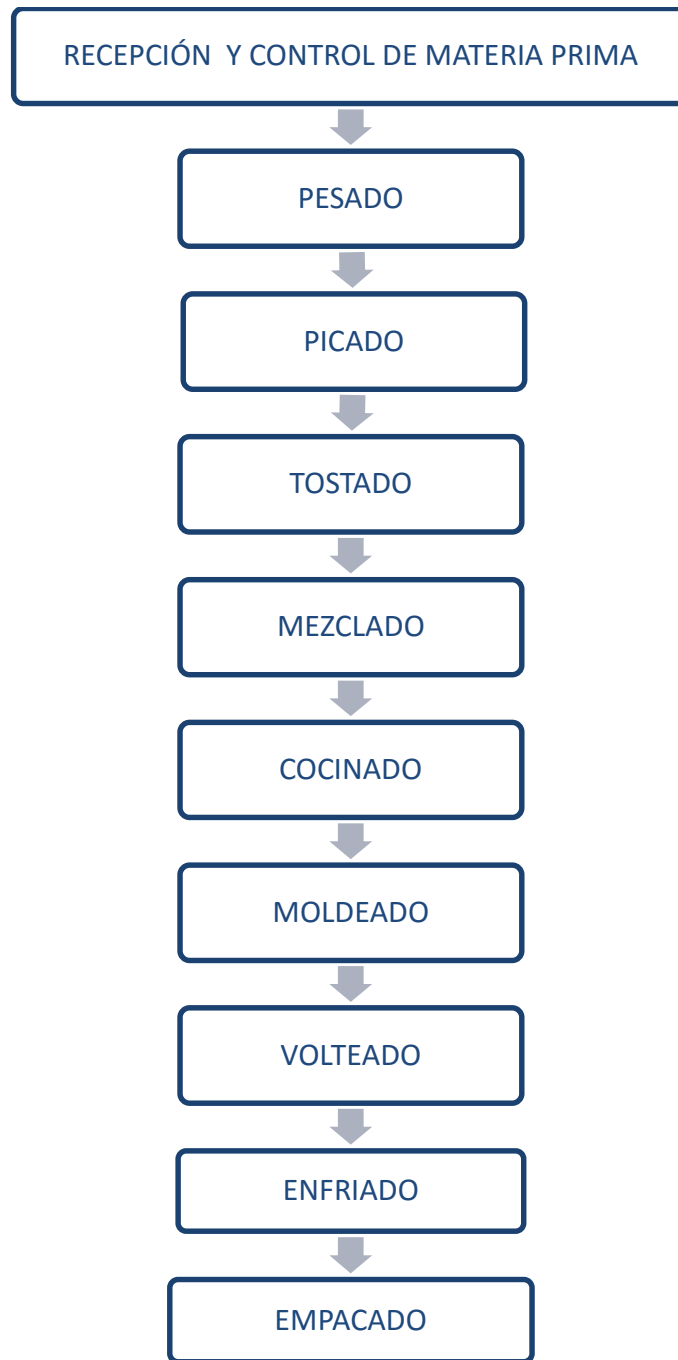 RECEPCIÓN Y CONTROL DE MATERIA PRIMA
PESADO
PICADO
TOSTADO
MEZCLADO
COCINADO
MOLDEADO
VOLTEADO
ENFRIADO
EMPACADO